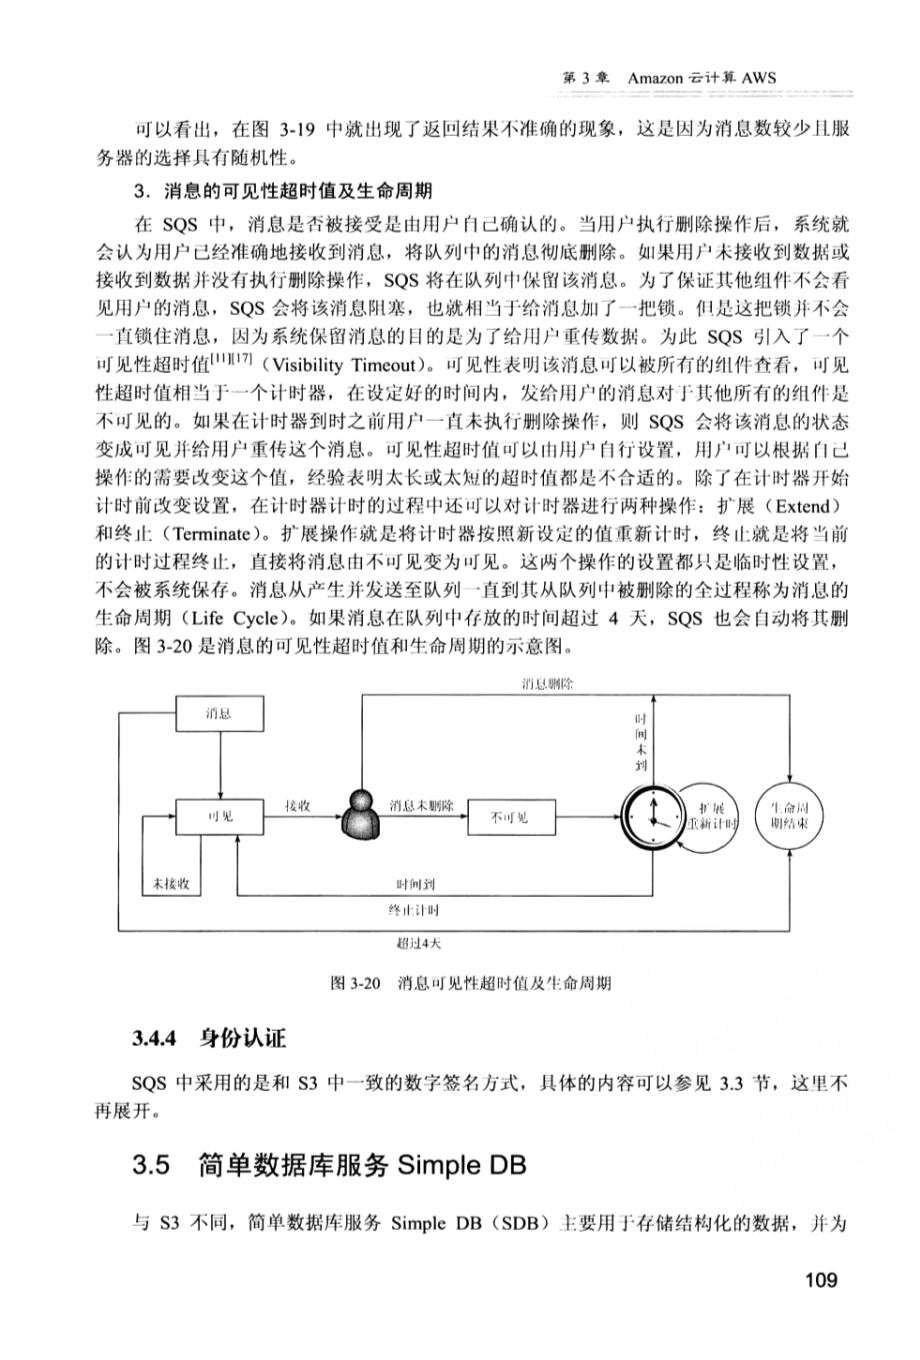 第 3 章 Amazon 云计算 AWS
可以看出，在图 3-19 中就出现了返回结果不准确的现象，这是因为消息数较少且服
务器的选择具有随机性。
3．消息的可见性超时值及生命周期
在 SQS 中，消息是否被接受是由用户自己确认的。当用户执行删除操作后，系统就
会认为用户已经准确地接收到消息，将队列中的消息彻底删除。如果用户未接收到数据或
接收到数据并没有执行删除操作，SQS 将在队列中保留该消息。为了保证其他组件不会看
见用户的消息，SQS 会将该消息阻塞，也就相当于给消息加了一把锁。但是这把锁并不会
一直锁住消息，因为系统保留消息的目的是为了给用户重传数据。为此 SQS 引入了一个
可见性超时值[11][17]（Visibility Timeout）。可见性表明该消息可以被所有的组件查看，可见
性超时值相当于一个计时器，在设定好的时间内，发给用户的消息对于其他所有的组件是
不可见的。如果在计时器到时之前用户一直未执行删除操作，则 SQS 会将该消息的状态
变成可见并给用户重传这个消息。可见性超时值可以由用户自行设置，用户可以根据自己
操作的需要改变这个值，经验表明太长或太短的超时值都是不合适的。除了在计时器开始
计时前改变设置，在计时器计时的过程中还可以对计时器进行两种操作：扩展（Extend）
和终止（Terminate）。扩展操作就是将计时器按照新设定的值重新计时，终止就是将当前
的计时过程终止，直接将消息由不可见变为可见。这两个操作的设置都只是临时性设置，
不会被系统保存。消息从产生并发送至队列一直到其从队列中被删除的全过程称为消息的
生命周期（Life Cycle）。如果消息在队列中存放的时间超过 4 天，SQS 也会自动将其删
除。图 3-20 是消息的可见性超时值和生命周期的示意图。
消息删除
消息
时
间
未
到
可见
接收
消息未删除
不可见
扩展
重新计时
生命周
期结束
未接收
时间到
终止计时
超过4天
图 3-20 消息可见性超时值及生命周期
3.4.4 身份认证
SQS 中采用的是和 S3 中一致的数字签名方式，具体的内容可以参见 3.3 节，这里不
再展开。
3.5 简单数据库服务 Simple DB
与 S3 不同，简单数据库服务 Simple DB（SDB）主要用于存储结构化的数据，并为
109